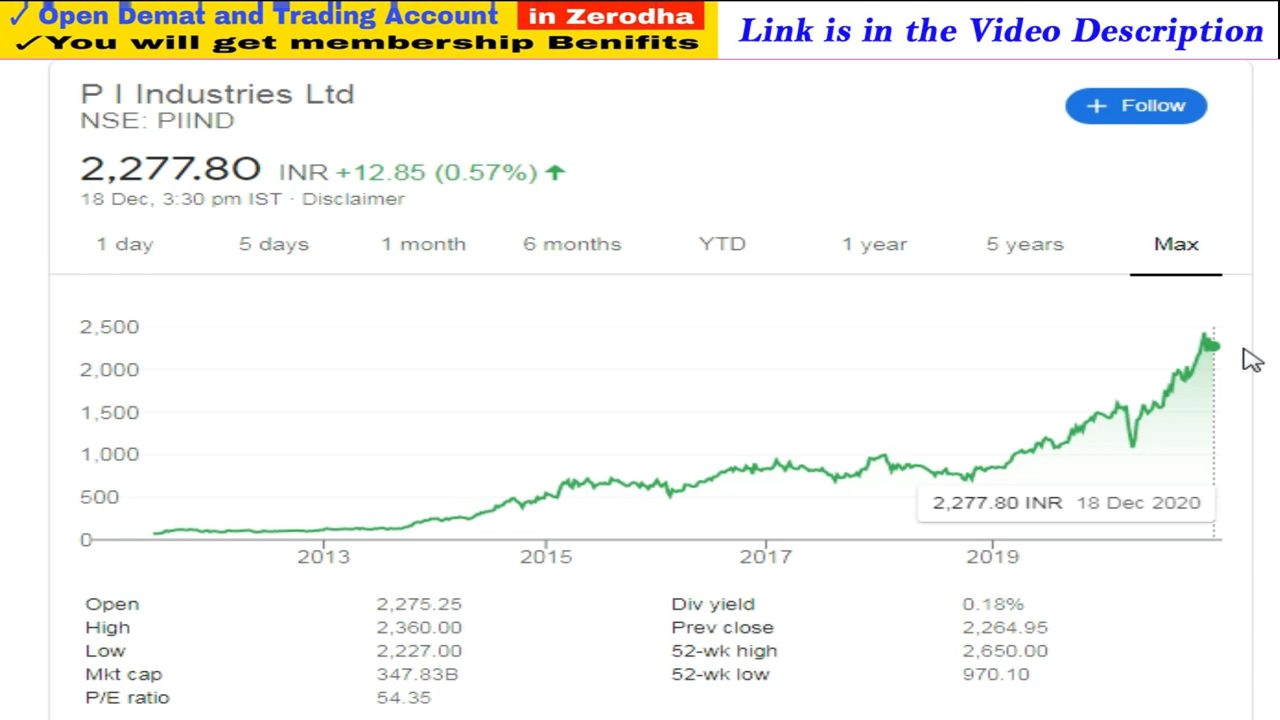 ✓ Open Demat and Trading Account in Zerodha
✓You will get membership Benifits
Link is in the Video Description
P I Industries Ltd
NSE: PIIND
+ Follow
2,277.80 INR +12.85 (0.57%) ↑
18 Dec, 3:30 pm IST · Disclaimer
1 day 5 days 1 month 6 months YTD 1 year 5 years Max
2,500
2,000
1,500
1,000
500
0
2,277.80 INR 18 Dec 2020
2013 2015 2017 2019
Open 2,275.25 Div yield 0.18%
High 2,360.00 Prev close 2,264.95
Low 2,227.00 52-wk high 2,650.00
Mkt cap 347.83B 52-wk low 970.10
P/E ratio 54.35